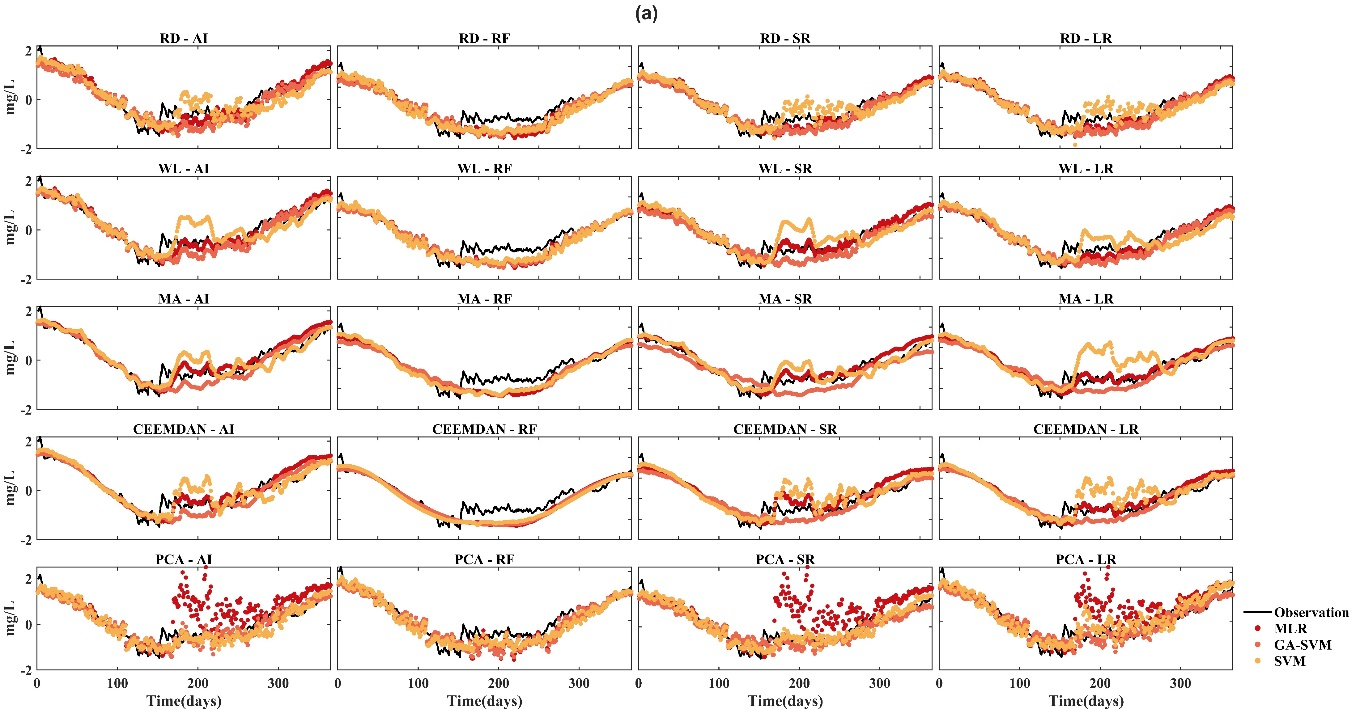 (a)
RD - AI RD - RF RD - SR RD - LR
2
0
-2
mg/L
WL - AI WL - RF WL - SR WL - LR
2
0
-2
mg/L
MA - AI MA - RF MA - SR MA - LR
2
0
-2
mg/L
CEEMDAN - AI CEEMDAN - RF CEEMDAN - SR CEEMDAN - LR
2
0
-2
mg/L
PCA - AI PCA - RF PCA - SR PCA - LR
2
0
-2
mg/L
0 100 200 300 0 100 200 300 0 100 200 300 0 100 200 300
Time(days) Time(days) Time(days) Time(days)
Observation
MLR
GA-SVM
SVM